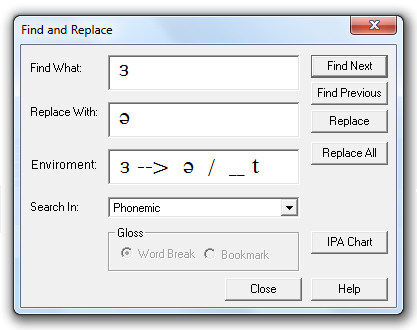 Find and Replace
Find What:
ɜ
Find Next
Find Previous
Replace With:
ə
Replace
Enviroment:
ɜ --> ə / __ t
Replace All
Search In:
Phonemic
Gloss
Word Break
Bookmark
IPA Chart
Close
Help